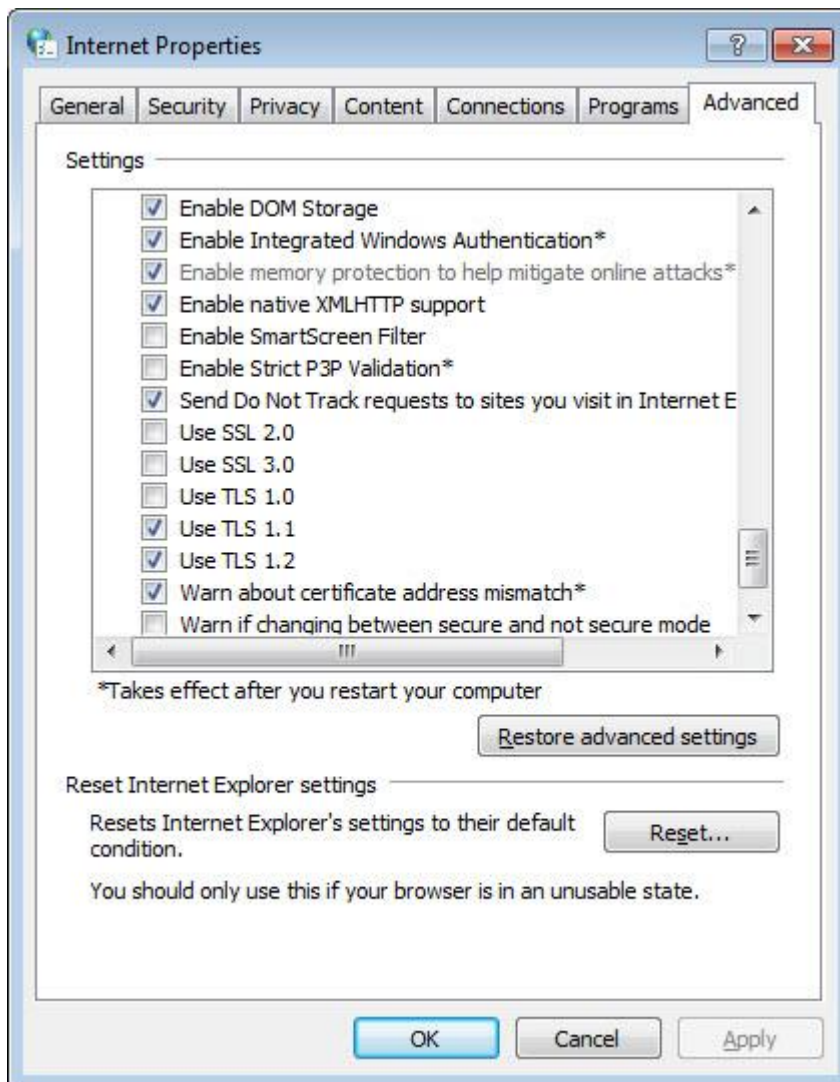 Internet Properties
General Security Privacy Content Connections Programs Advanced
Settings
Enable DOM Storage
Enable Integrated Windows Authentication*
Enable memory protection to help mitigate online attacks*
Enable native XMLHTTP support
Enable SmartScreen Filter
Enable Strict P3P Validation*
Send Do Not Track requests to sites you visit in Internet E
Use SSL 2.0
Use SSL 3.0
Use TLS 1.0
Use TLS 1.1
Use TLS 1.2
Warn about certificate address mismatch*
Warn if changing between secure and not secure mode
*Takes effect after you restart your computer
Restore advanced settings
Reset Internet Explorer settings
Resets Internet Explorer's settings to their default
condition.
Reset...
You should only use this if your browser is in an unusable state.
OK Cancel Apply